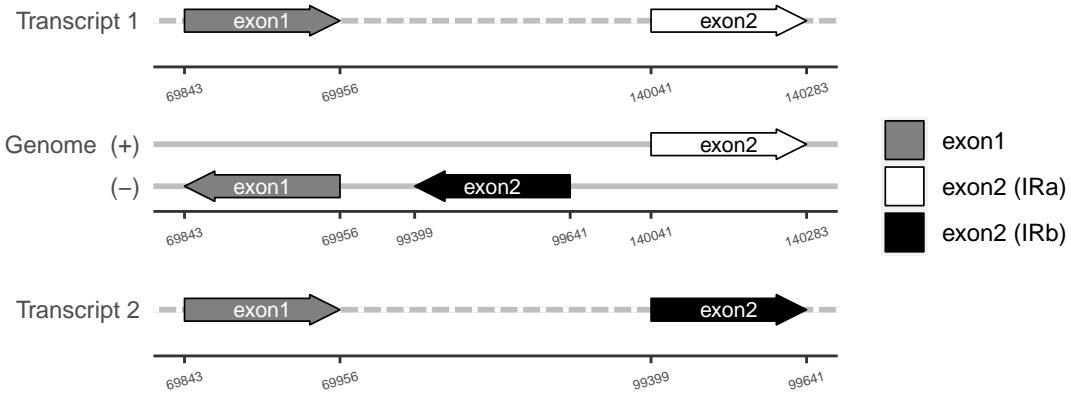 Transcript 1 exon1 exon2
69843 69956 140041 140283
Genome (+) exon2
(−) exon1 exon2
69843 69956 99399 99641 140041 140283
exon1
exon2 (IRa)
exon2 (IRb)
Transcript 2 exon1 exon2
69843 69956 99399 99641